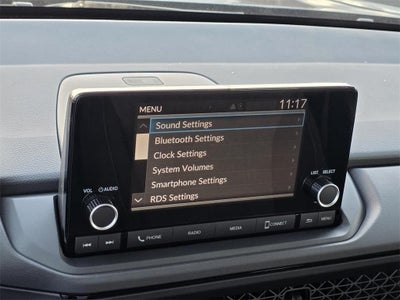 MENU 11:17
Sound Settings
Bluetooth Settings
Clock Settings
System Volumes
Smartphone Settings
RDS Settings
VOL AUDIO
LIST SELECT
PHONE RADIO MEDIA CONNECT MENU